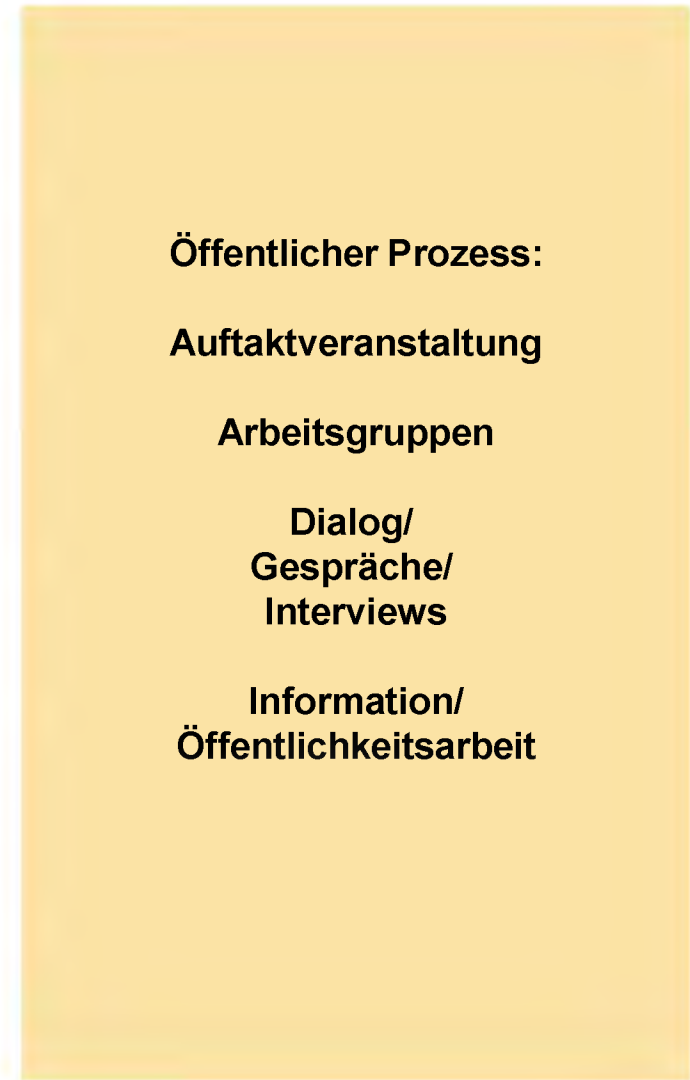 Öffentlicher Prozess:
Auftaktveranstaltung
Arbeitsgruppen
Dialog/
Gespräche/
Interviews
Information/
Öffentlichkeitsarbeit